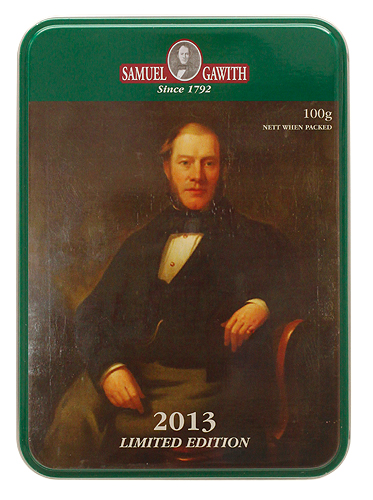 SAMUEL GAWITH
Since 1792
100g
NETT WHEN PACKED
2013
LIMITED EDITION